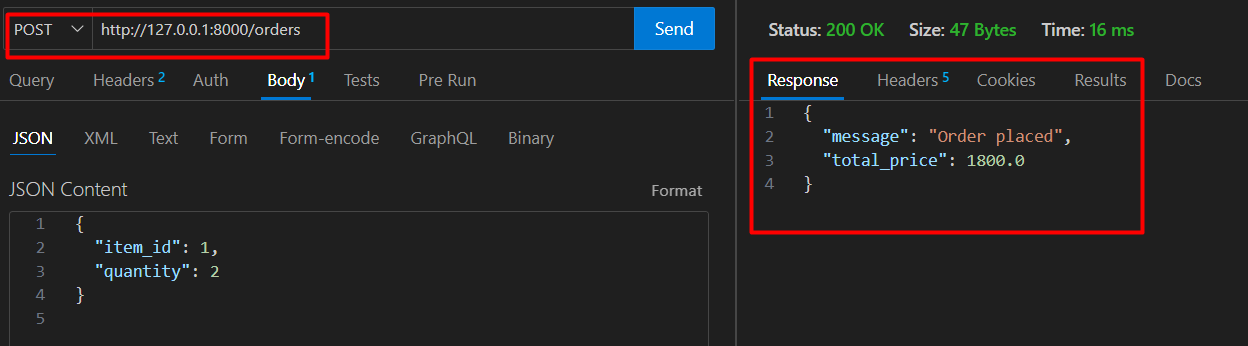 POST http://127.0.0.1:8000/orders Send
Query Headers 2 Auth Body 1 Tests Pre Run
JSON XML Text Form Form-encode GraphQL Binary
JSON Content Format
1 {
2 "item_id": 1,
3 "quantity": 2
4 }
5
Status: 200 OK Size: 47 Bytes Time: 16 ms
Response Headers 5 Cookies Results Docs
1 {
2 "message": "Order placed",
3 "total_price": 1800.0
4 }